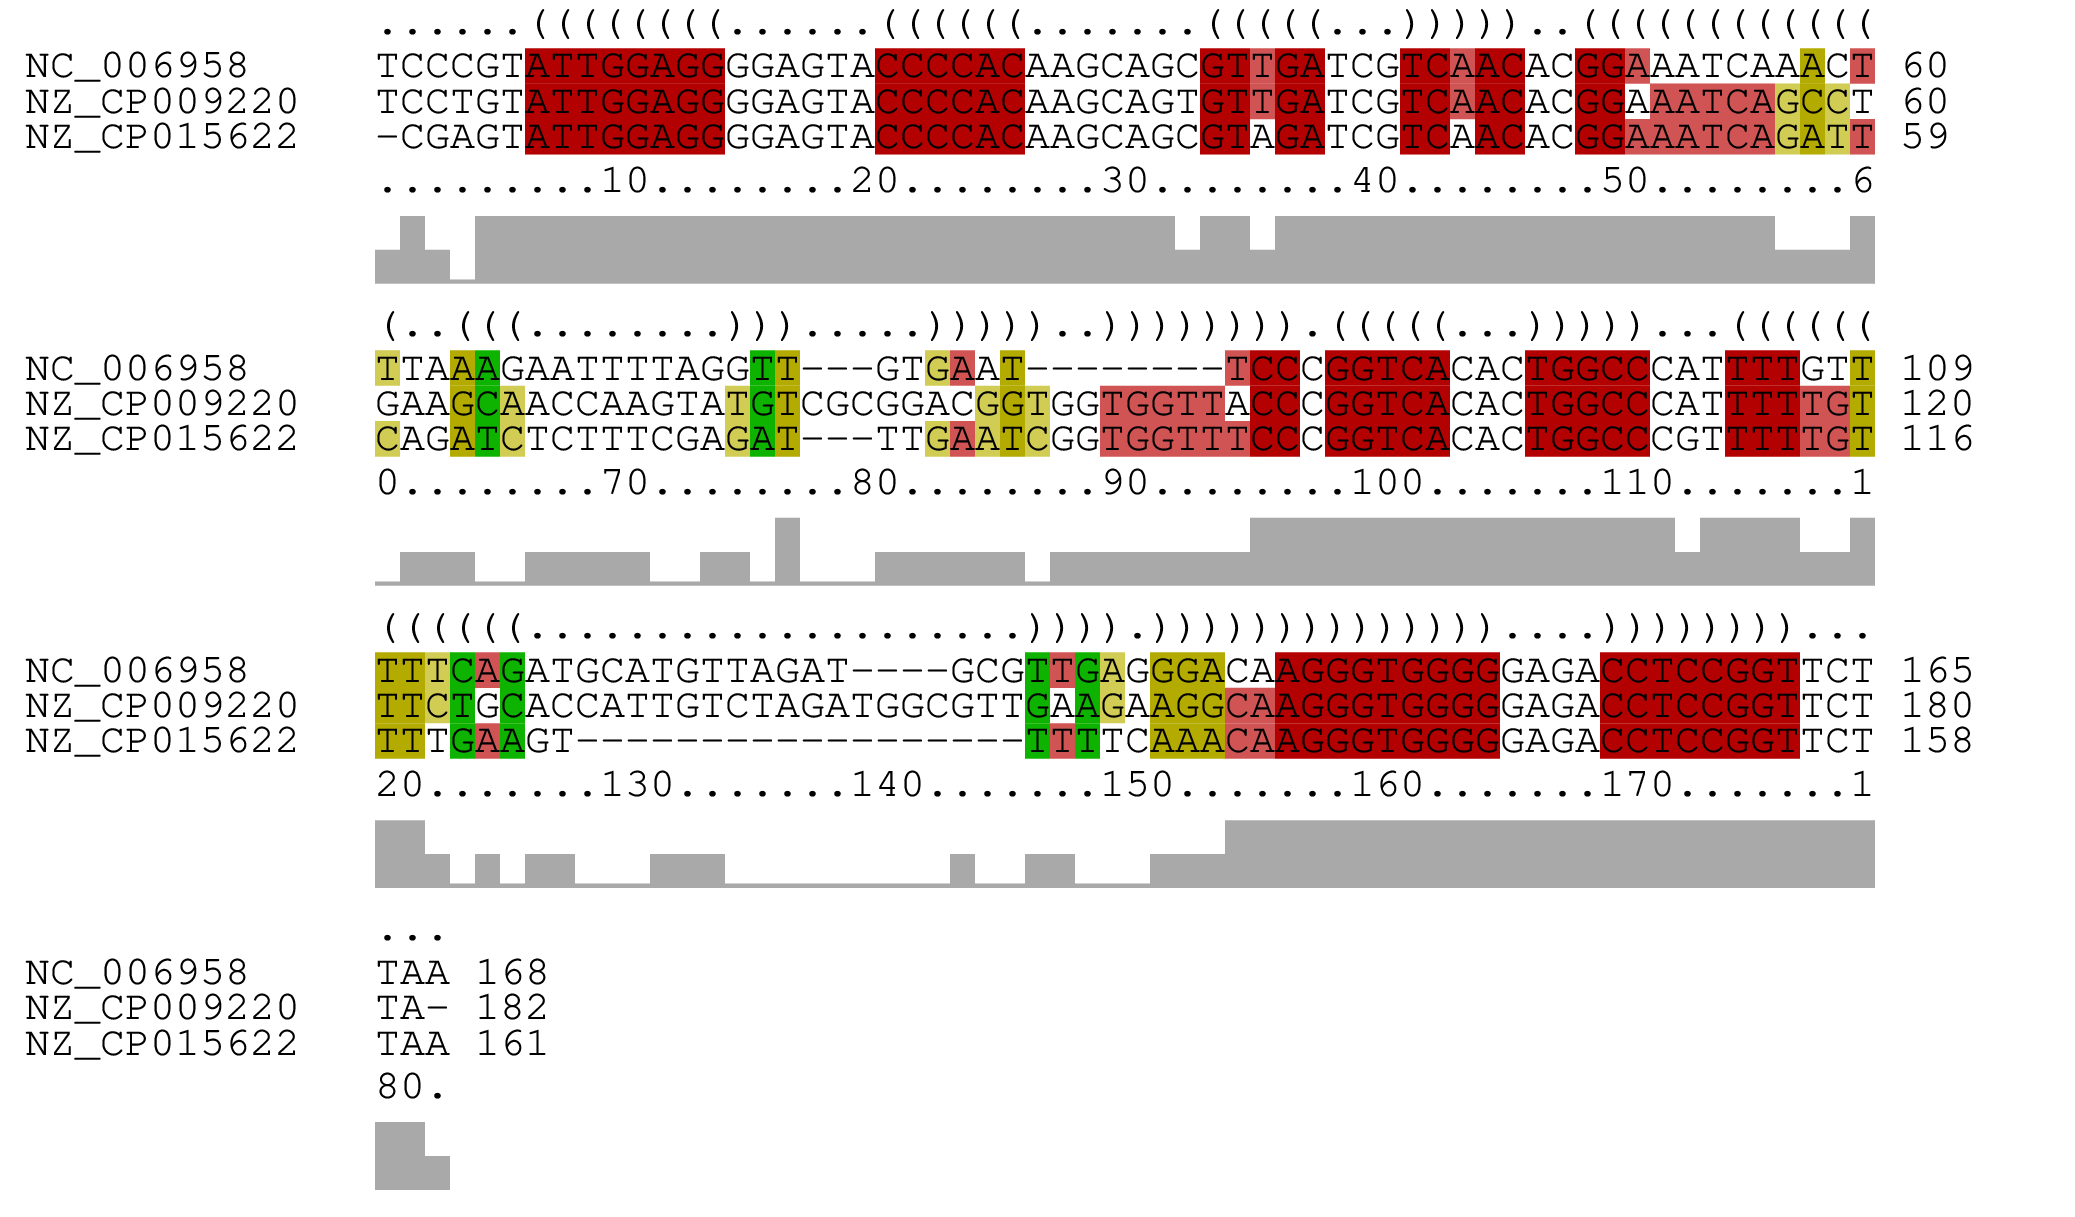 ......((((((((......((((((.......(((((...)))))..((((((((((((
NC_006958 TCCCGTATTGGAGGGGAGTACCCCACAAGCAGCGTTGATCGTCAACACGGAAATCAAACT 60
NZ_CP009220 TCCTGTATTGGAGGGGAGTACCCCACAAGCAGTGTTGATCGTCAACACGGAAATCAGCCT 60
NZ_CP015622 -CGAGTATTGGAGGGGAGTACCCCACAAGCAGCGTAGATCGTCAACACGGAAATCAGATT 59
.........10........20........30........40........50........6
(..(((........))).....)))))..)))))))).(((((...)))))...((((((
NC_006958 TTAAAGAATTTTAGGTT---GTGAAT--------TCCCGGTCACACTGGCCCATTTTGTT 109
NZ_CP009220 GAAGCAACCAAGTATGTCGCGGACGGTGGTGGTTACCCGGTCACACTGGCCCATTTTTGT 120
NZ_CP015622 CAGATCTCTTTCGAGAT---TTGAATCGGTGGTTTCCCGGTCACACTGGCCCGTTTTTGT 116
0........70........80........90........100.......110.......1
((((((....................)))).))))))))))))))....))))))))...
NC_006958 TTTCAGATGCATGTTAGAT----GCGTTGAGGGACAAGGGTGGGGGAGACCTCCGGTTCT 165
NZ_CP009220 TTCTGCACCATTGTCTAGATGGCGTTGAAGAAGGCAAGGGTGGGGGAGACCTCCGGTTCT 180
NZ_CP015622 TTTGAAGT------------------TTTTCAAACAAGGGTGGGGGAGACCTCCGGTTCT 158
20.......130.......140.......150.......160.......170.......1
...
NC_006958 TAA 168
NZ_CP009220 TA- 182
NZ_CP015622 TAA 161
80.